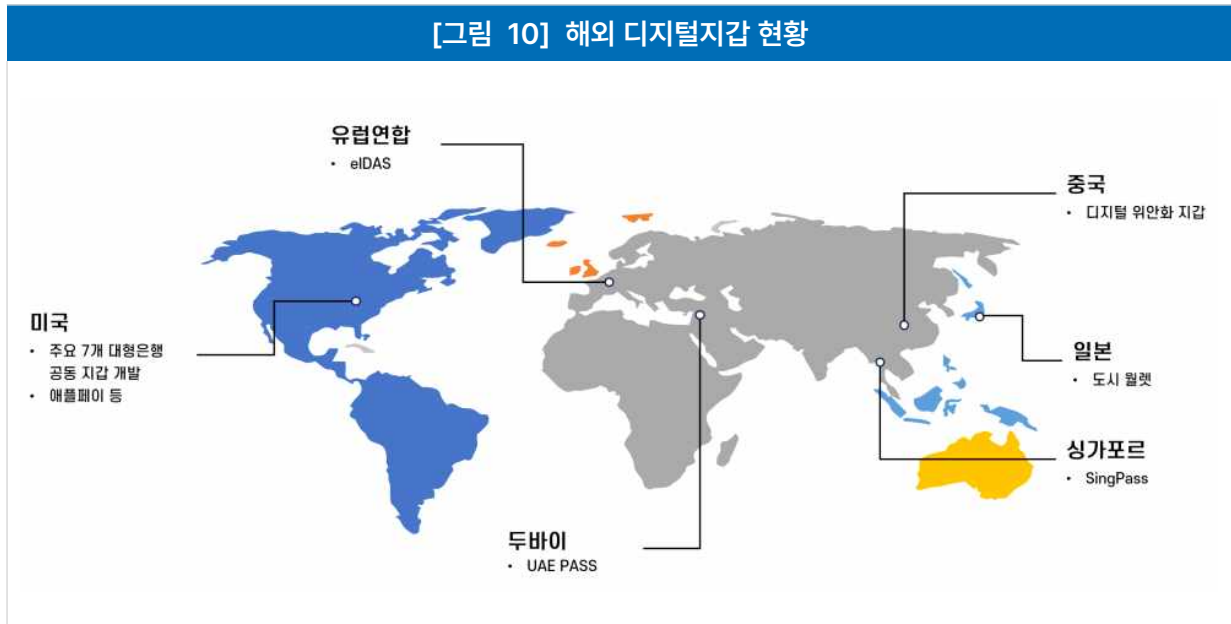 [그림 10] 해외 디지털지갑 현황
유럽연합
• eIDAS
중국
• 디지털 위안화 지갑
미국
• 주요 7개 대형은행
공동 지갑 개발
• 애플페이 등
일본
• 도시 월렛
싱가포르
• SingPass
두바이
• UAE PASS